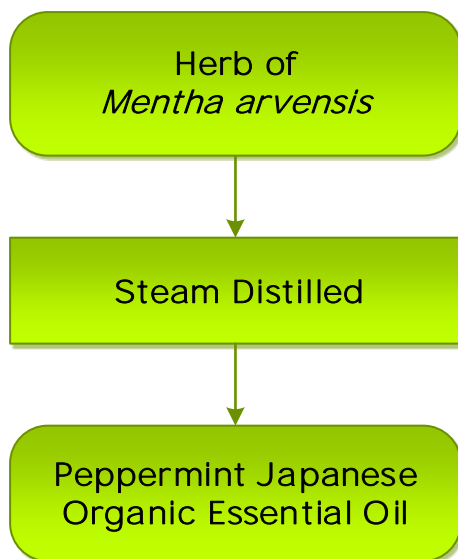 Herb of
Mentha arvensis
Steam Distilled
Peppermint Japanese
Organic Essential Oil